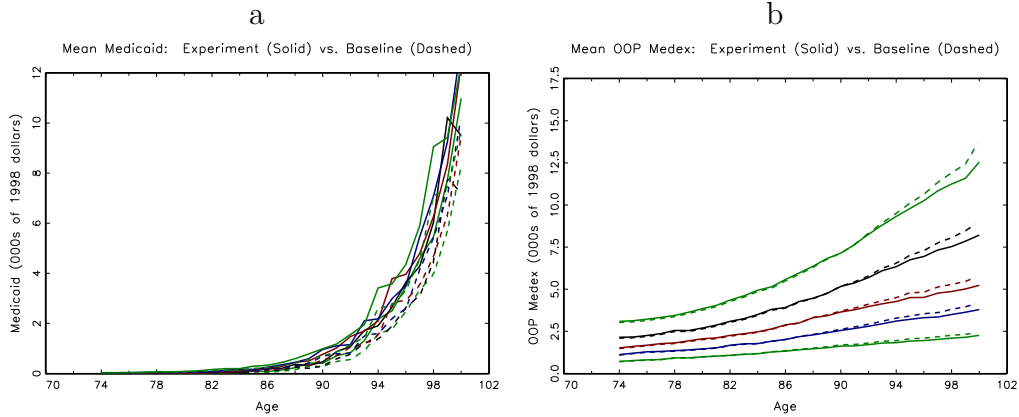 a
Mean Medicaid: Experiment (Solid) vs. Baseline (Dashed)
Medicaid (000s of 1998 dollars)
12
10
8
6
4
2
0
70 74 78 82 86 90 94 98 102
Age
b
Mean OOP Medex: Experiment (Solid) vs. Baseline (Dashed)
OOP Medex (000s of 1998 dollars)
17.5
15.0
12.5
10.0
7.5
5.0
2.5
0.0
70 74 78 82 86 90 94 98 102
Age